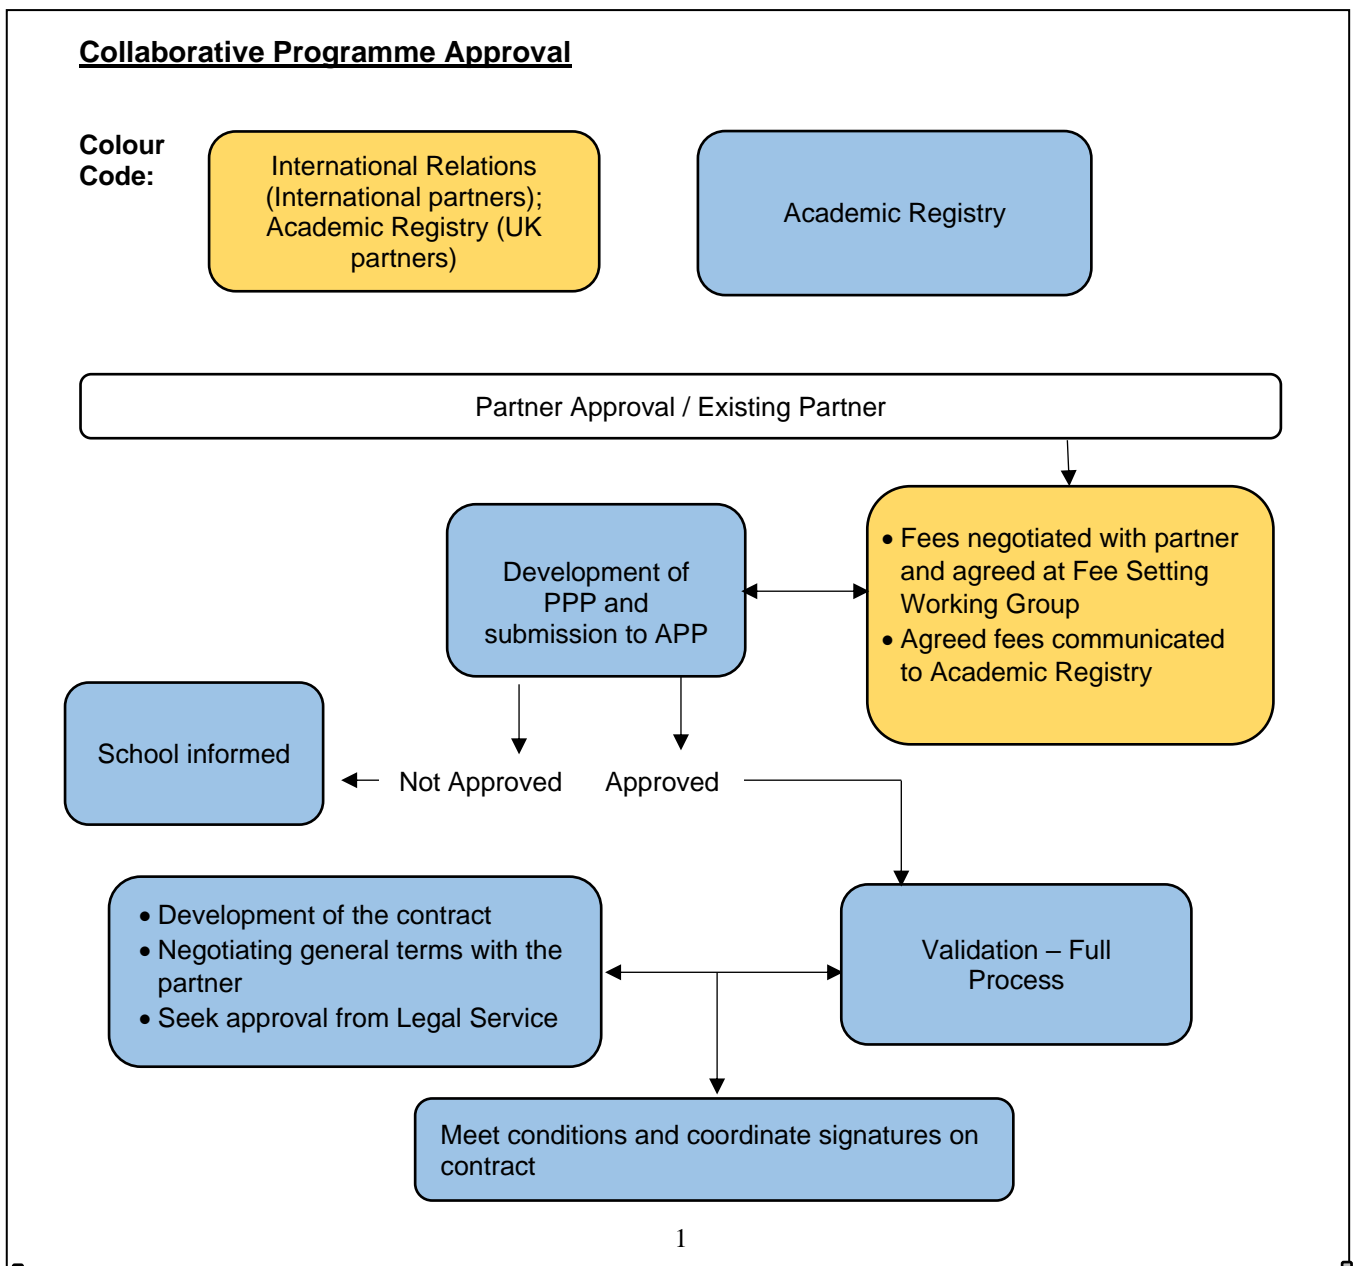 Collaborative Programme Approval
Colour
Code:
International Relations
(International partners);
Academic Registry (UK
partners)
Academic Registry
Partner Approval / Existing Partner
Development of
PPP and
submission to APP
• Fees negotiated with partner
and agreed at Fee Setting
Working Group
• Agreed fees communicated
to Academic Registry
School informed
Not Approved
Approved
• Development of the contract
• Negotiating general terms with the
partner
• Seek approval from Legal Service
Validation – Full
Process
Meet conditions and coordinate signatures on
contract
1